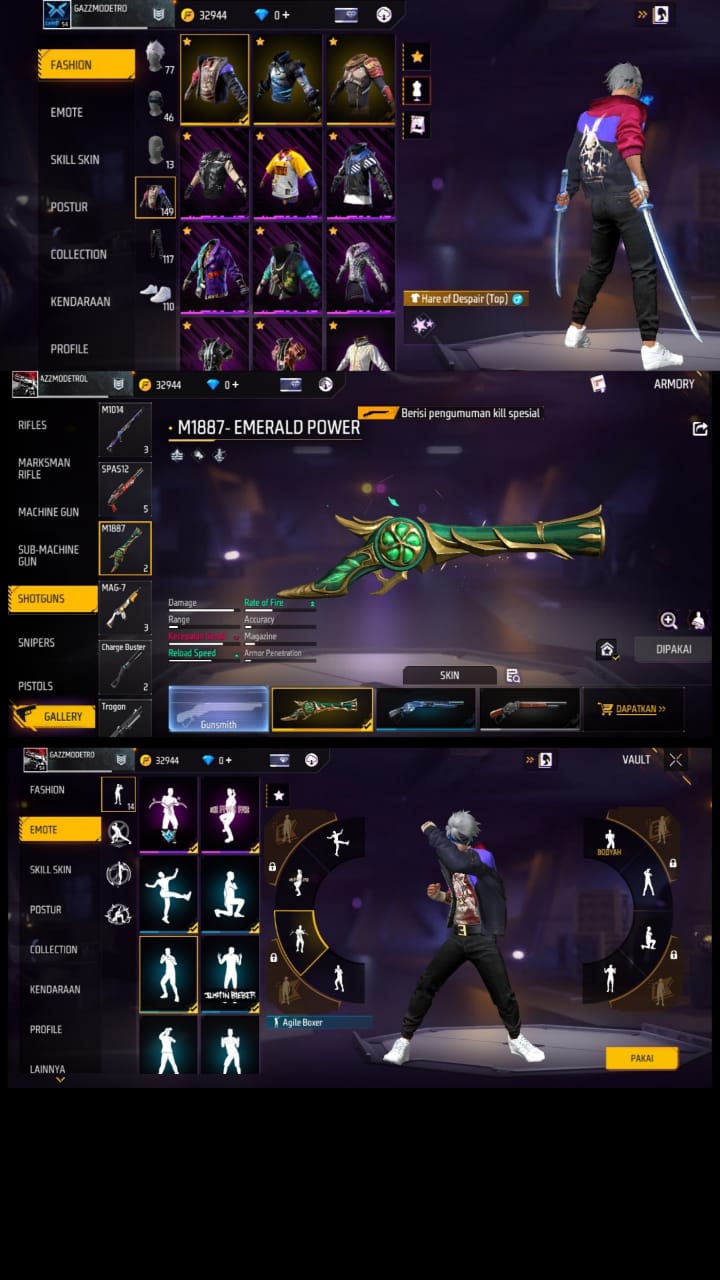 GAZZMODETRO
32944
0 +
FASHION
77
EMOTE
46
SKILL SKIN
13
POSTUR
149
COLLECTION
117
KENDARAAN
110
PROFILE
Hare of Despair (Top)
AZZMODETROL
32944
0 +
ARMORY
RIFLES
MARKSMAN
RIFLE
MACHINE GUN
SUB-MACHINE
GUN
SHOTGUNS
SNIPERS
PISTOLS
GALLERY
M1014
3
SPAS12
5
M1887
2
MAG-7
3
Charge Buster
2
Trogon
Berisi pengumuman kill spesial
M1887- EMERALD POWER
Damage
Rate of Fire
Range
Accuracy
Magazine
Reload Speed
Armor Penetration
DIPAKAI
SKIN
Gunsmith
DAPATKAN >>
GAZZMODETRO
54
32944
0 +
VAULT
FASHION
14
EMOTE
SKILL SKIN
POSTUR
COLLECTION
KENDARAAN
PROFILE
LAINNYA
JUSTIN BIEBER
BOOYAH
Agile Boxer
PAKAI